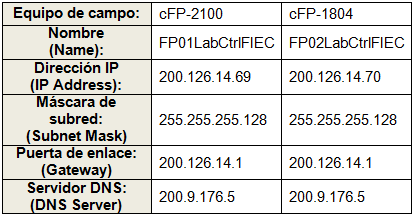 Equipo de campo: cFP-2100 cFP-1804
Nombre
(Name): FP01LabCtrlFIEC FP02LabCtrlFIEC
Dirección IP
(IP Address): 200.126.14.69 200.126.14.70
Máscara de
subred: 255.255.255.128 255.255.255.128
(Subnet Mask)
Puerta de enlace:
(Gateway) 200.126.14.1 200.126.14.1
Servidor DNS:
(DNS Server) 200.9.176.5 200.9.176.5